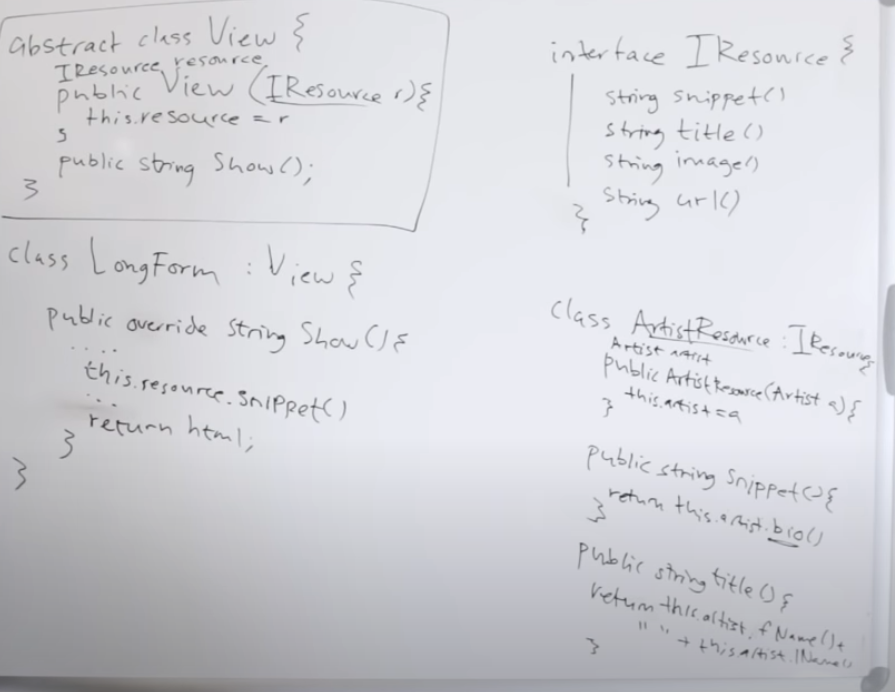 abstract class View {
IResource resource
public View (IResource r){
this.resource = r
}
public string Show();
}
class LongForm : View {
public override string Show() {
....
this.resource.snippet()
...
return html;
}
}
interface IResource {
string snippet()
string title()
string image()
string url()
}
class ArtistResource : IResource {
Artist artist
public ArtistResource(Artist a) {
this.artist = a
}
public string Snippet() {
return this.artist.bio()
}
public string title() {
return this.artist.fName() +
" " + this.artist.lName()
}